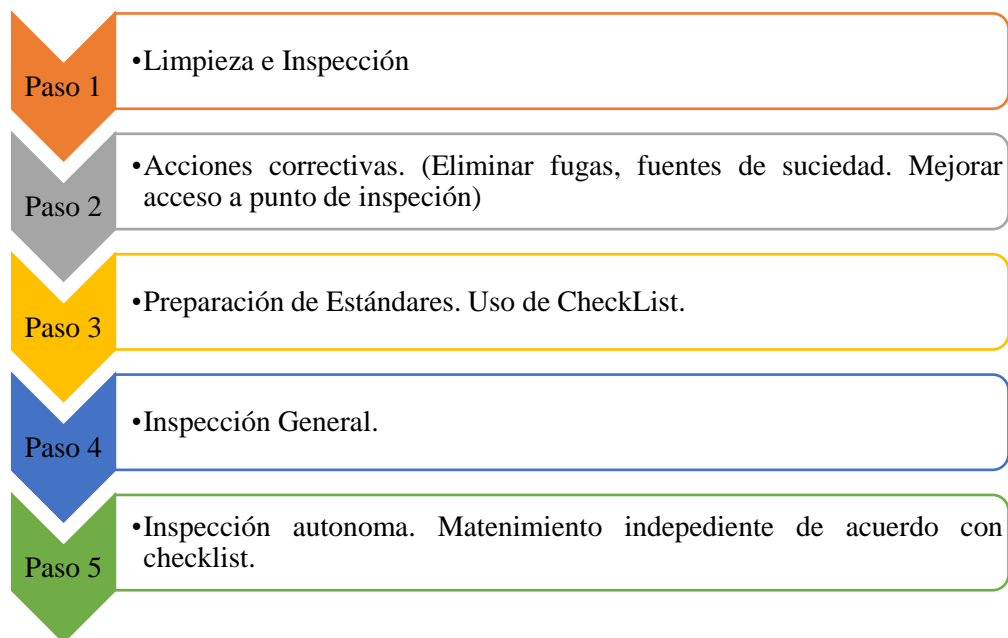 Paso 1
•Limpieza e Inspección
Paso 2
•Acciones correctivas. (Eliminar fugas, fuentes de suciedad. Mejorar
acceso a punto de inspeción)
Paso 3
•Preparación de Estándares. Uso de CheckList.
Paso 4
•Inspección General.
Paso 5
•Inspección autonoma. Matenimiento indepediente de acuerdo con
checklist.